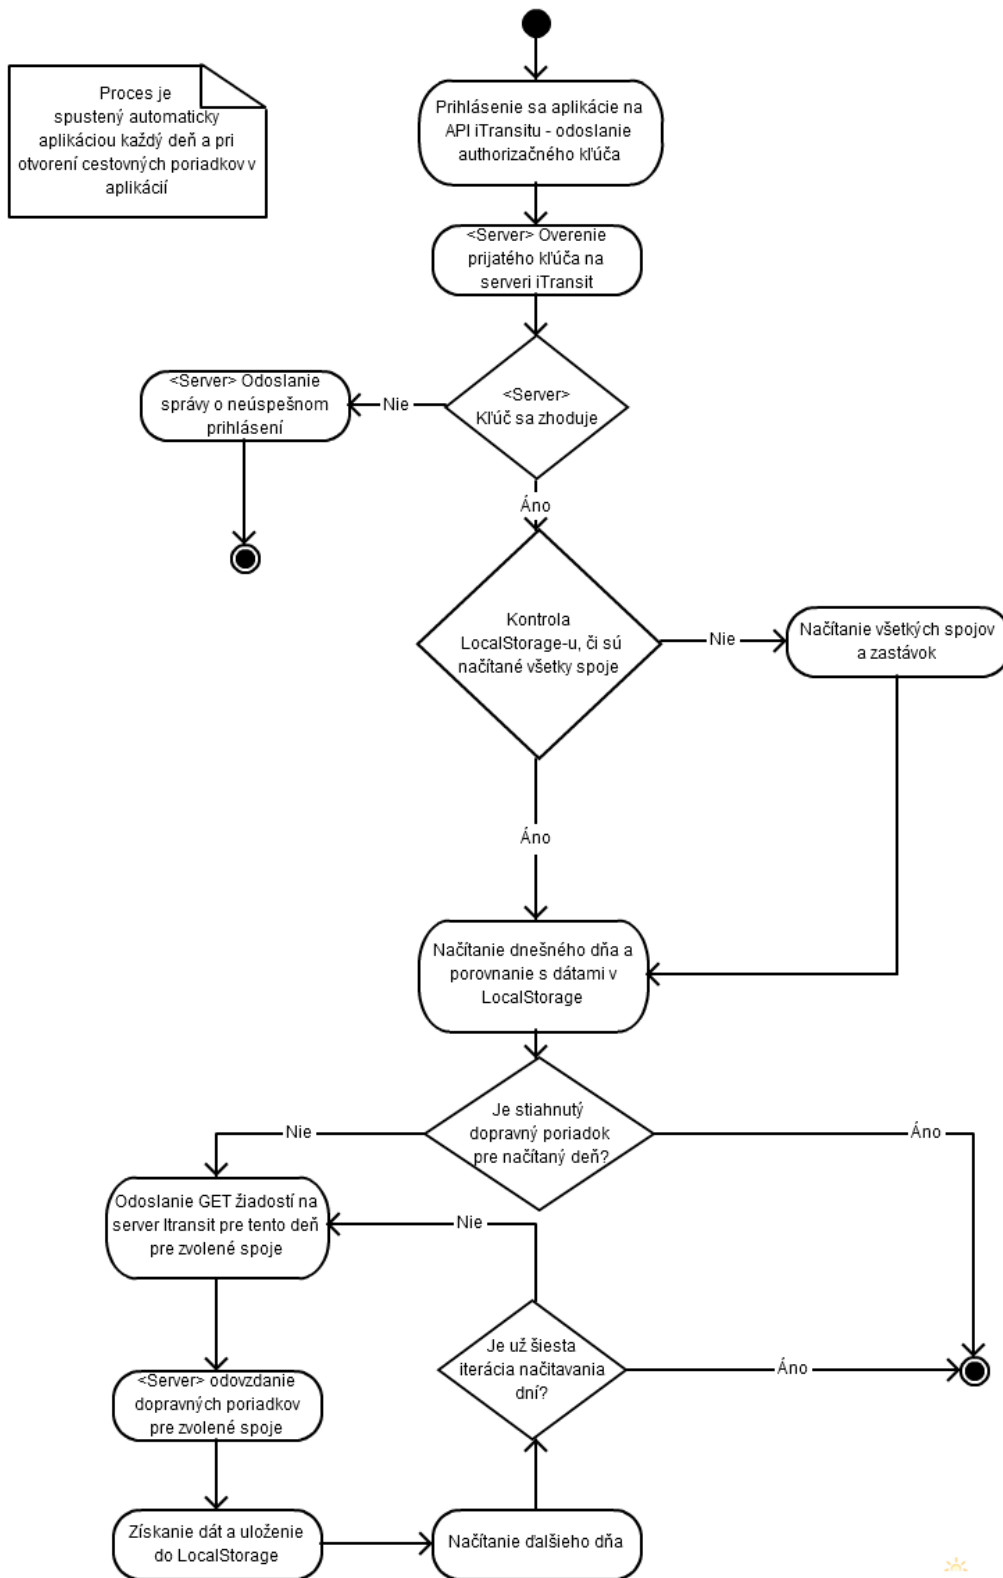 Proces je
spustený automaticky
aplikáciou každý deň a pri
otvorení cestovných poriadkov v
aplikácií
Prihlásenie sa aplikácie na
API iTransitu - odoslanie
authorizačného kľúča
<Server> Overenie
prijatého kľúča na
serveri iTransit
<Server>
Kľúč sa zhoduje
Nie
<Server> Odoslanie
správy o neúspešnom
prihlásení
Áno
Kontrola
LocalStorage-u, či sú
načítané všetky spoje
Nie
Načítanie všetkých spojov
a zastávok
Áno
Načítanie dnešného dňa a
porovnanie s dátami v
LocalStorage
Je stiahnutý
dopravný poriadok
pre načítaný deň?
Nie
Áno
Odoslanie GET žiadostí na
server Itransit pre tento deň
pre zvolené spoje
Nie
<Server> odovzdanie
dopravných poriadkov
pre zvolené spoje
Je už šiesta
iterácia načitavania
dní?
Áno
Získanie dát a uloženie
do LocalStorage
Načítanie ďalšieho dňa